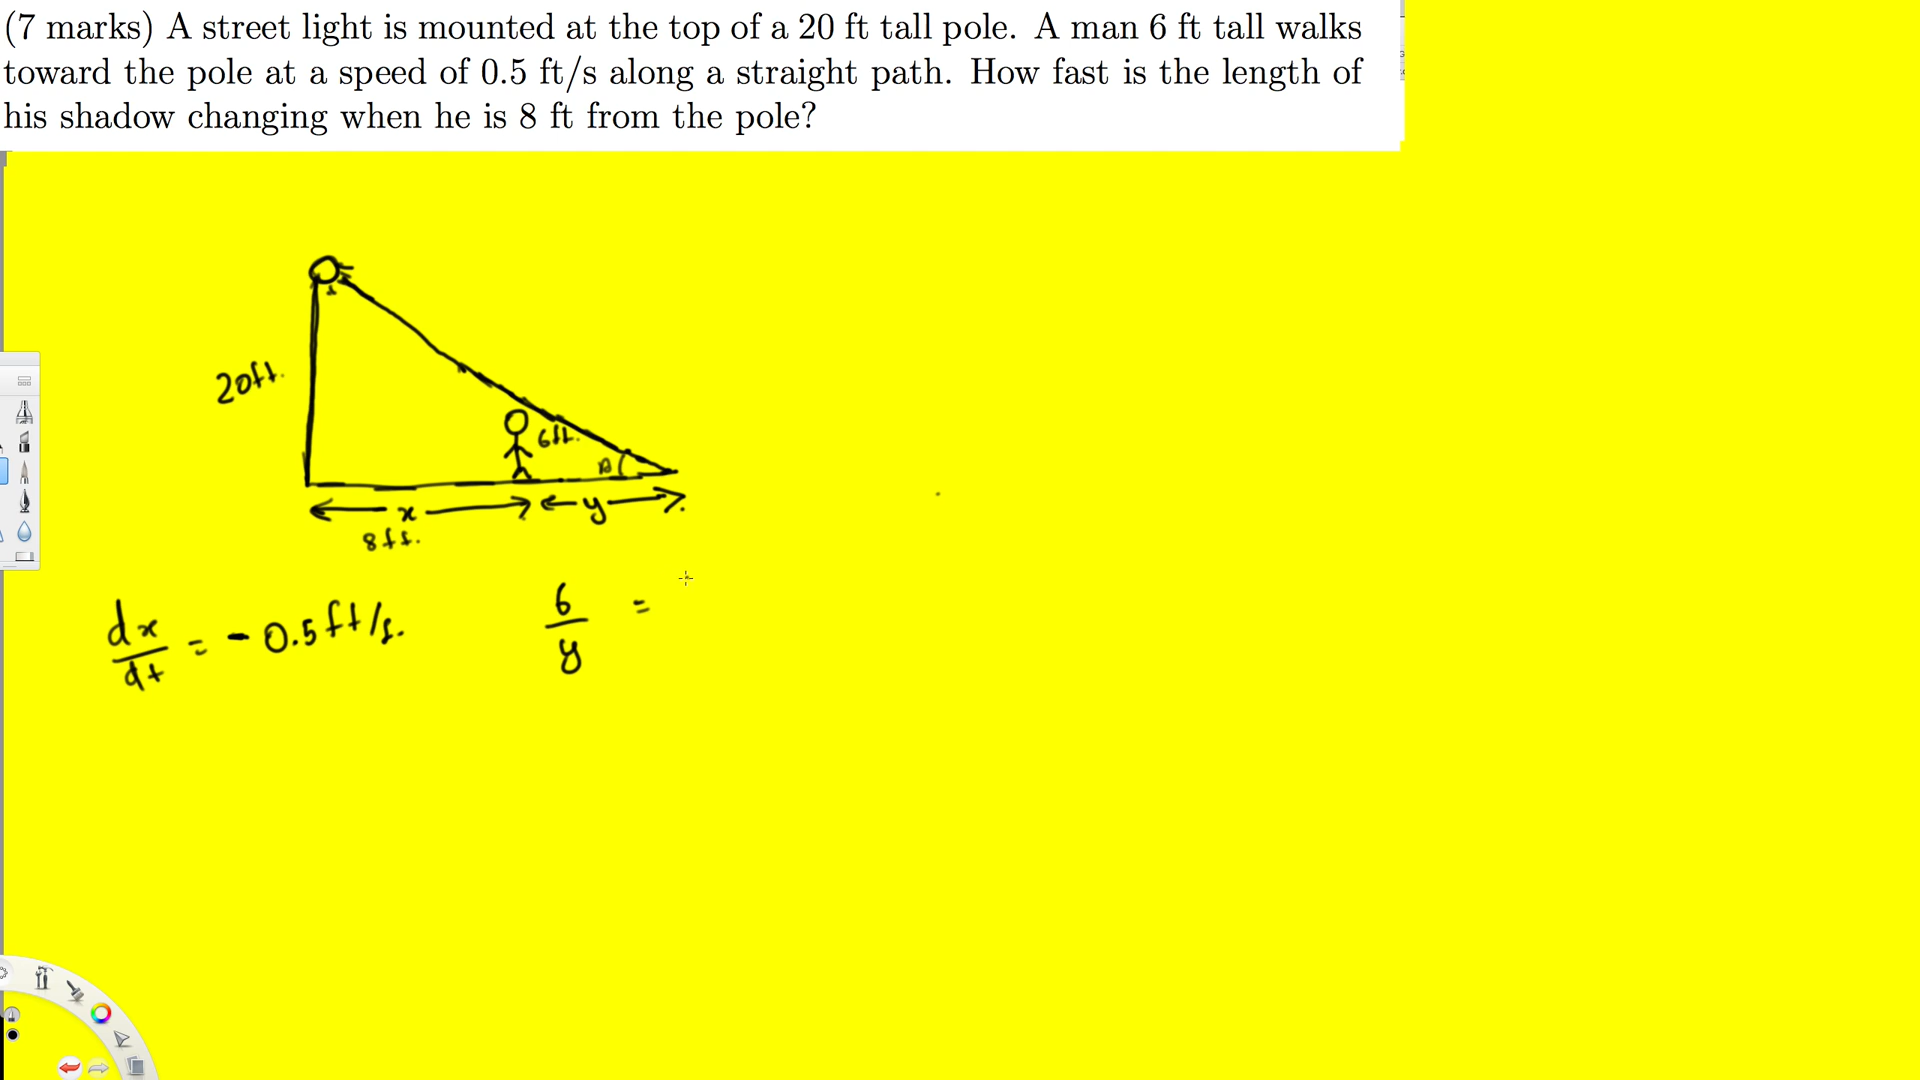 (7 marks) A street light is mounted at the top of a 20 ft tall pole. A man 6 ft tall walks
toward the pole at a speed of 0.5 ft/s along a straight path. How fast is the length of
his shadow changing when he is 8 ft from the pole?
20ft.
6ft.
x
y
8ft.
dx/dt = - 0.5 ft/s.
6/y =